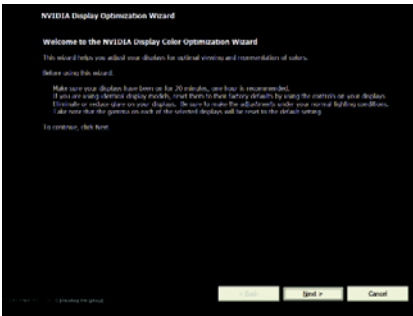 NVIDIA Display Optimization Wizard
Welcome to the NVIDIA Display Color Optimization Wizard
This wizard helps you adjust your displays for optimal viewing and representation of colors.
Before using this wizard:
Make sure your displays have been on for 20 minutes, one hour is recommended.
If you are using identical display models, reset them to their factory defaults by using the controls on your displays.
Eliminate or reduce glare on your displays. Be sure to make the adjustments under your normal lighting conditions.
Take note that the gamma on each of the selected displays will be reset to the default setting.
To continue, click Next.
< Back Next > Cancel